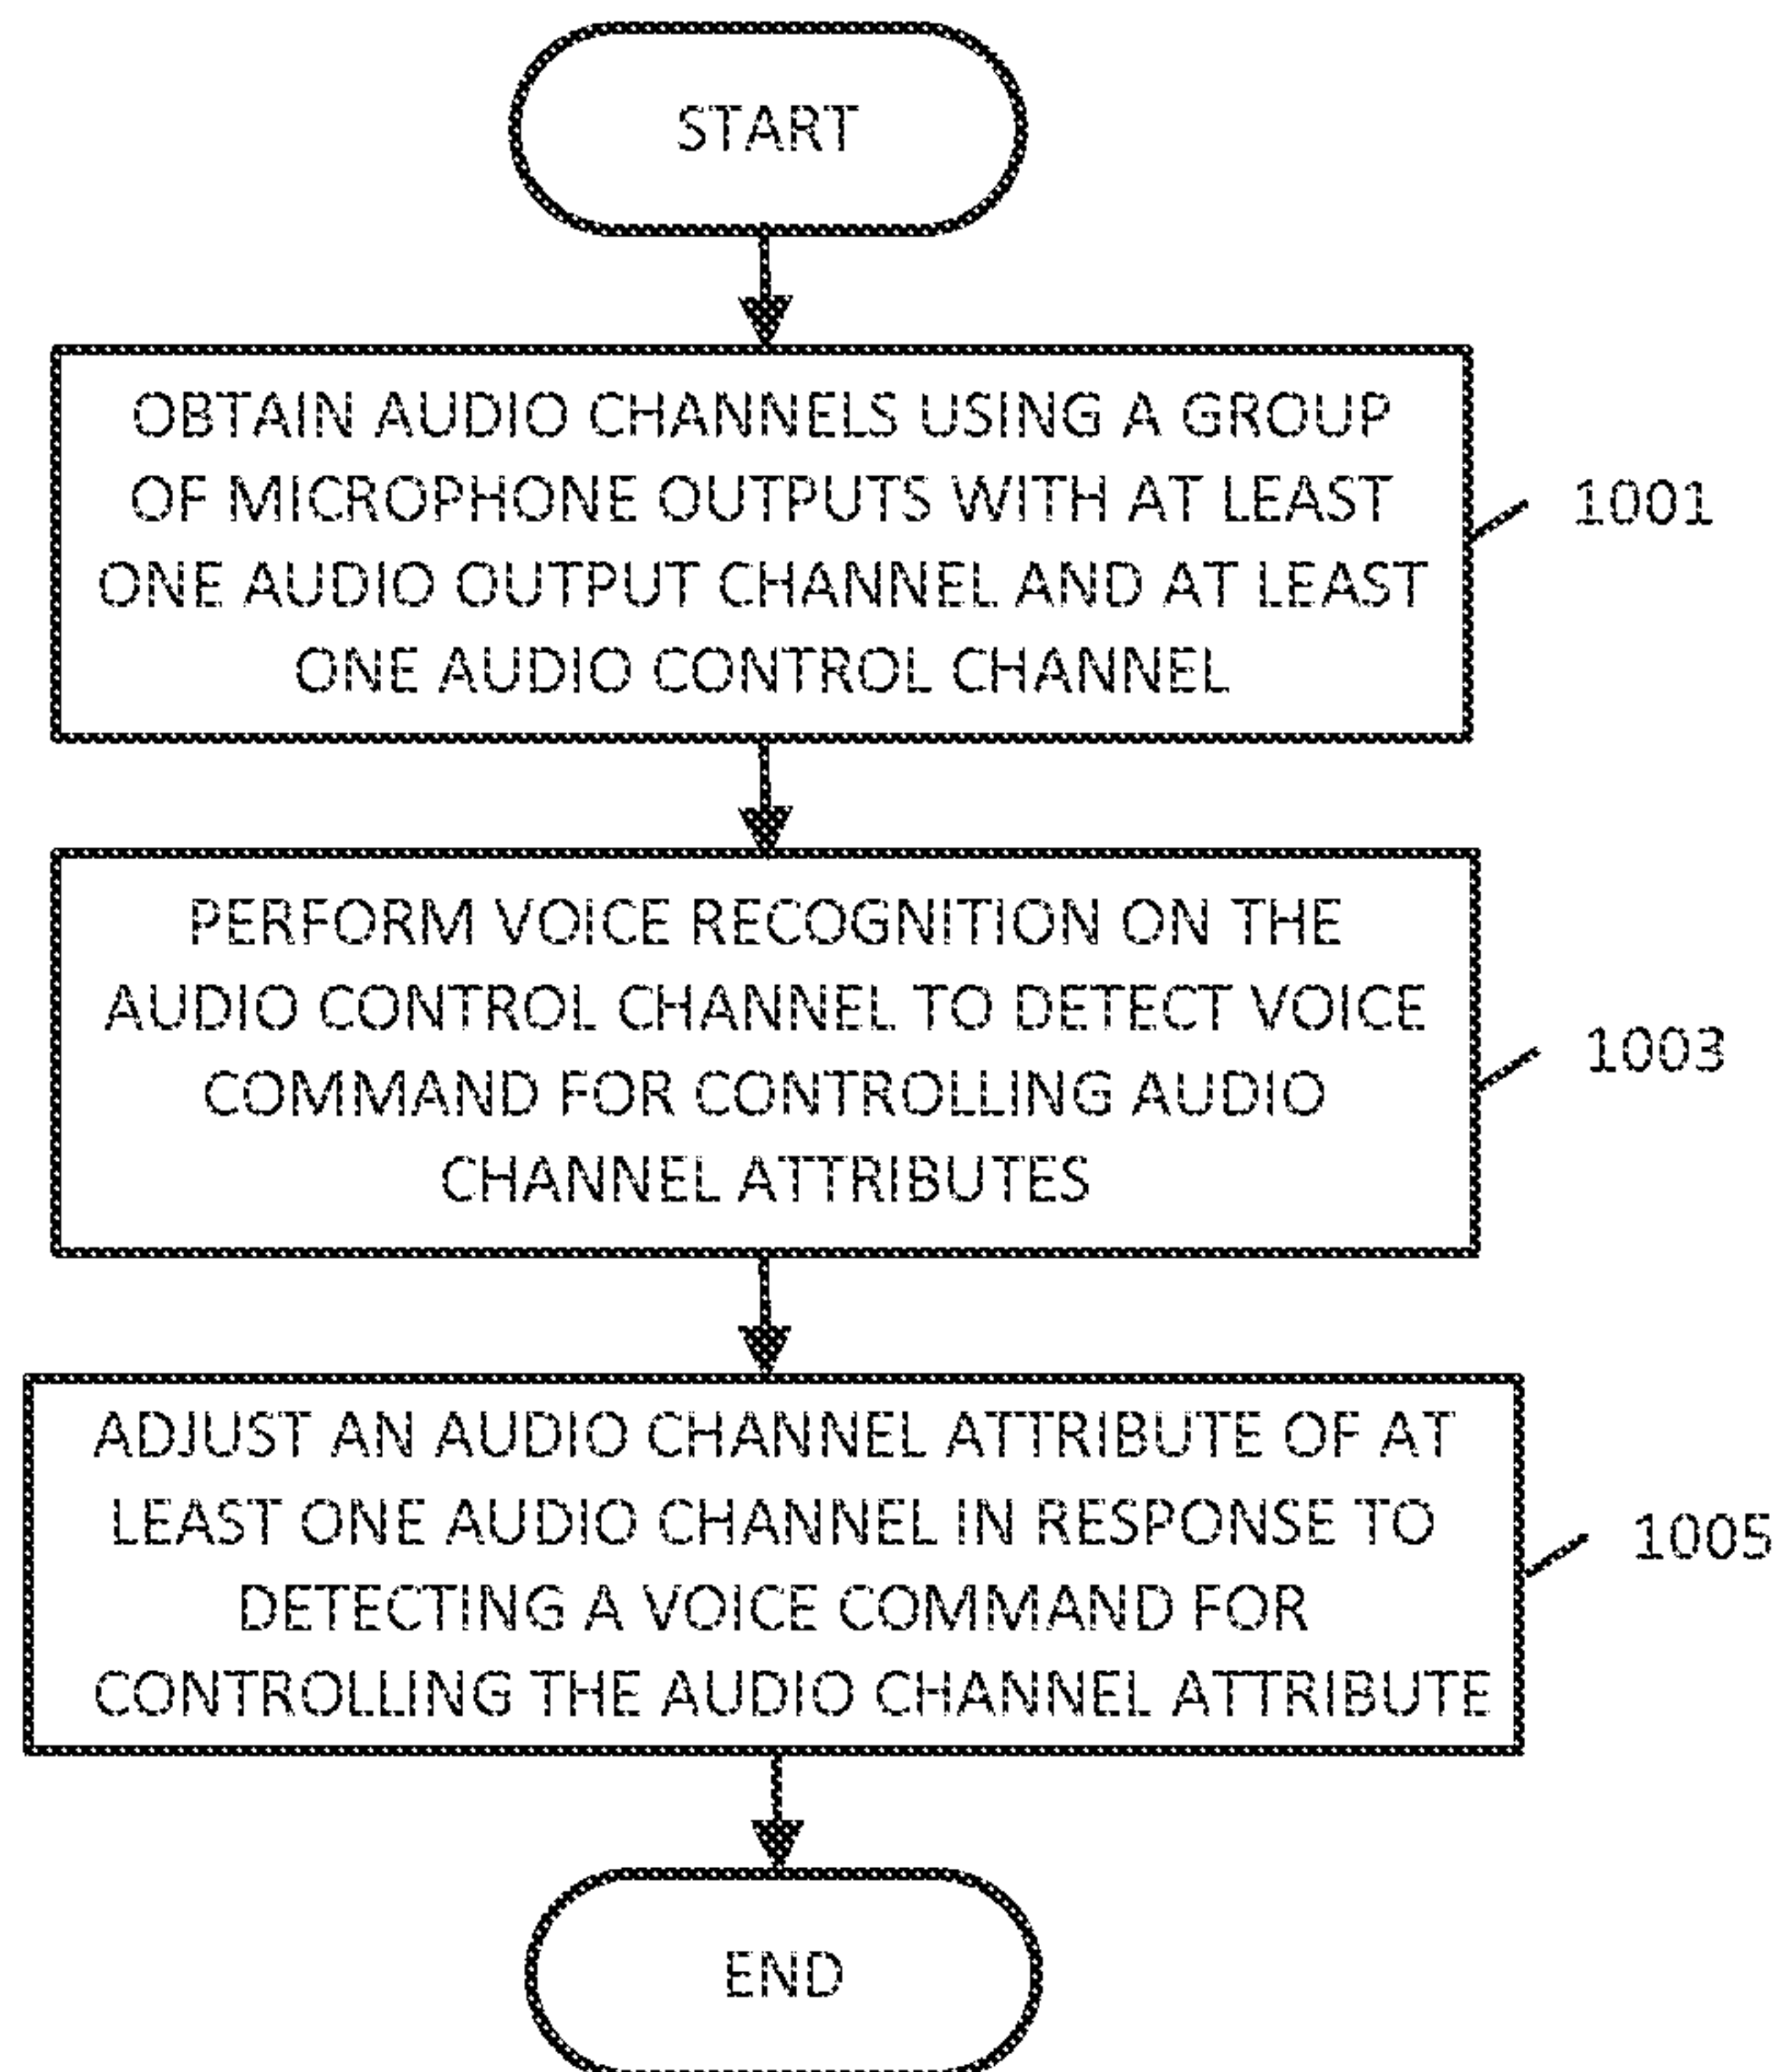 START
OBTAIN AUDIO CHANNELS USING A GROUP
OF MICROPHONE OUTPUTS WITH AT LEAST
ONE AUDIO OUTPUT CHANNEL AND AT LEAST
ONE AUDIO CONTROL CHANNEL
1001
PERFORM VOICE RECOGNITION ON THE
AUDIO CONTROL CHANNEL TO DETECT VOICE
COMMAND FOR CONTROLLING AUDIO
CHANNEL ATTRIBUTES
1003
ADJUST AN AUDIO CHANNEL ATTRIBUTE OF AT
LEAST ONE AUDIO CHANNEL IN RESPONSE TO
DETECTING A VOICE COMMAND FOR
CONTROLLING THE AUDIO CHANNEL ATTRIBUTE
1005
END